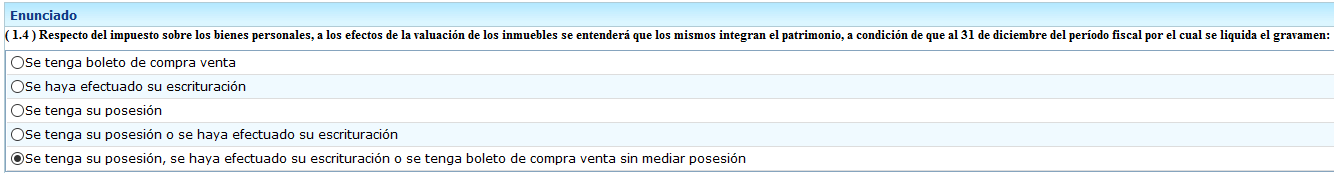 Enunciado
( 1.4 ) Respecto del impuesto sobre los bienes personales, a los efectos de la valuación de los inmuebles se entenderá que los mismos integran el patrimonio, a condición de que al 31 de diciembre del período fiscal por el cual se liquida el gravamen:
Se tenga boleto de compra venta
Se haya efectuado su escrituración
Se tenga su posesión
Se tenga su posesión o se haya efectuado su escrituración
Se tenga su posesión, se haya efectuado su escrituración o se tenga boleto de compra venta sin mediar posesión